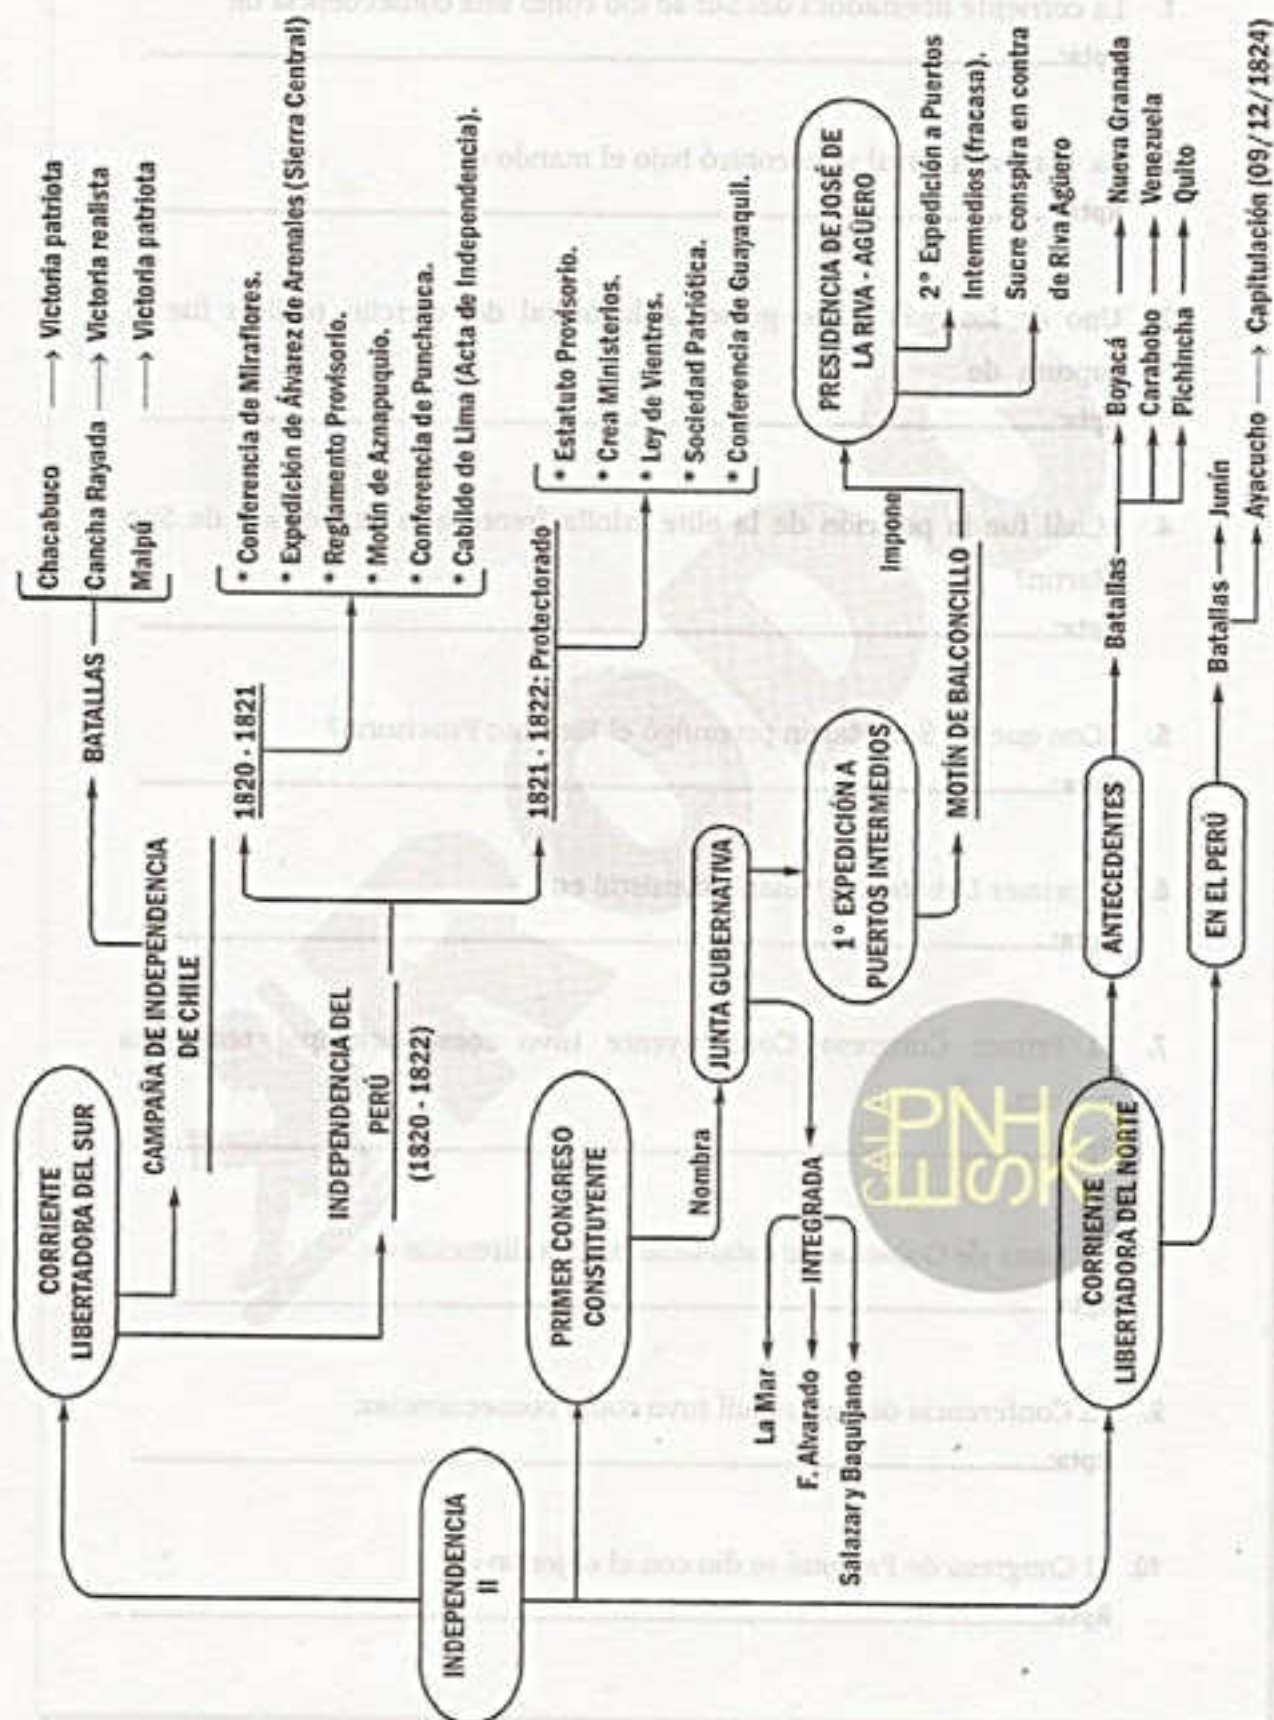 INDEPENDENCIA
II
CORRIENTE
LIBERTADORA DEL SUR
CAMPAÑA DE INDEPENDENCIA
DE CHILE
BATALLAS
Chacabuco → Victoria patriota
Cancha Rayada → Victoria realista
Maipú → Victoria patriota
INDEPENDENCIA DEL
PERÚ
(1820 - 1822)
1820 - 1821
* Conferencia de Miraflores.
* Expedición de Álvarez de Arenales (Sierra Central)
* Reglamento Provisorio.
* Motín de Aznapuquio.
* Conferencia de Punchauca.
* Cabildo de Lima (Acta de Independencia).
1821 - 1822: Protectorado
* Estatuto Provisorio.
* Crea Ministerios.
* Ley de Vientres.
* Sociedad Patriótica.
* Conferencia de Guayaquil.
PRIMER CONGRESO
CONSTITUYENTE
Nombra
JUNTA GUBERNATIVA
INTEGRADA
La Mar
F. Alvarado
Salazar y Baquíjano
1° EXPEDICIÓN A
PUERTOS INTERMEDIOS
MOTÍN DE BALCONCILLO
Impone
PRESIDENCIA DE JOSÉ DE
LA RIVA - AGÜERO
2° Expedición a Puertos
Intermedios (fracasa).
Sucre conspira en contra
de Riva Agüero
CORRIENTE
LIBERTADORA DEL NORTE
ANTECEDENTES
Batallas
Boyacá → Nueva Granada
Carabobo → Venezuela
Pichincha → Quito
EN EL PERÚ
Batallas → Junín
Ayacucho → Capitulación (09/12/1824)